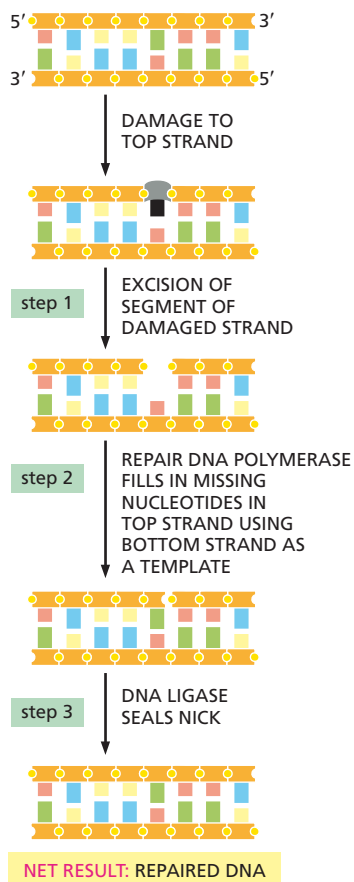 5′ 3′
3′ 5′
DAMAGE TO
TOP STRAND
step 1
EXCISION OF
SEGMENT OF
DAMAGED STRAND
step 2
REPAIR DNA POLYMERASE
FILLS IN MISSING
NUCLEOTIDES IN
TOP STRAND USING
BOTTOM STRAND AS
A TEMPLATE
step 3
DNA LIGASE
SEALS NICK
NET RESULT: REPAIRED DNA